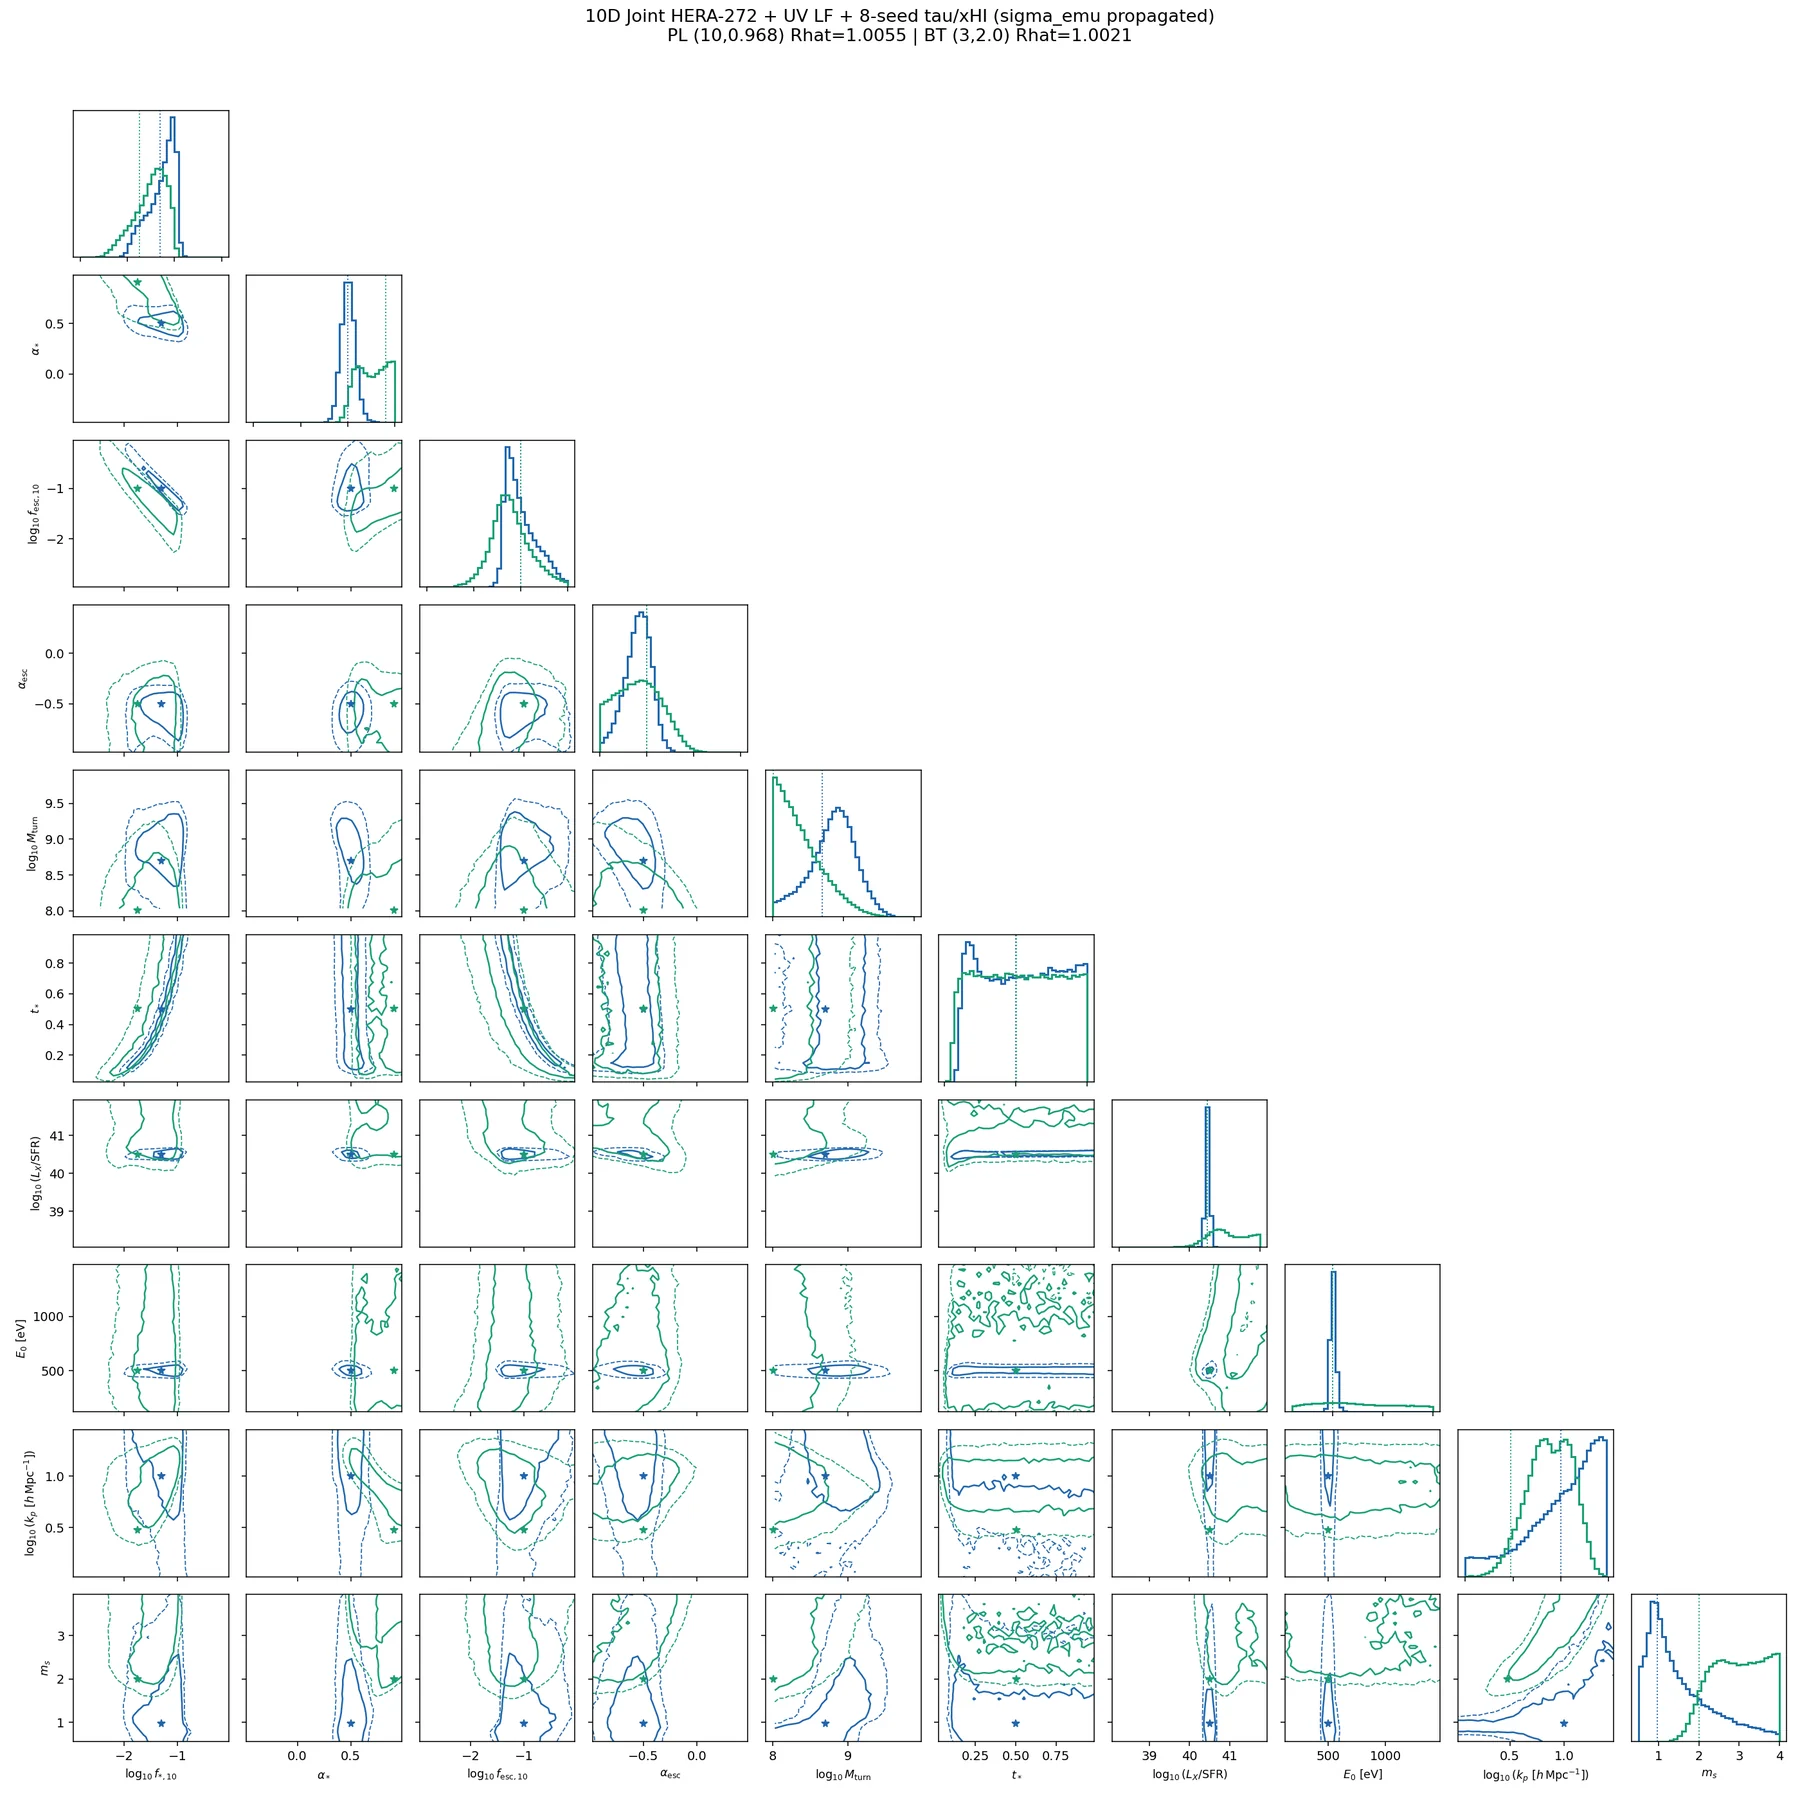 10D Joint HERA-272 + UV LF + 8-seed tau/xHI (sigma_emu propagated)
PL (10,0.968) Rhat=1.0055 | BT (3,2.0) Rhat=1.0021
0.5
0.0
α*
−1
−2
log10 fesc,10
0.0
−0.5
αesc
9.5
9.0
8.5
8.0
log10 Mturn
0.8
0.6
0.4
0.2
t*
41
40
39
log10 (LX/SFR)
1000
500
E0 [eV]
1.0
0.5
log10 (kp [h Mpc⁻¹])
3
2
1
ms
−2 −1
0.0 0.5
−2 −1
−0.5 0.0
8 9
0.25 0.50 0.75
39 40 41
500 1000
0.5 1.0
1 2 3 4
log10 f*,10
α*
log10 fesc,10
αesc
log10 Mturn
t*
log10 (LX/SFR)
E0 [eV]
log10 (kp [h Mpc⁻¹])
ms